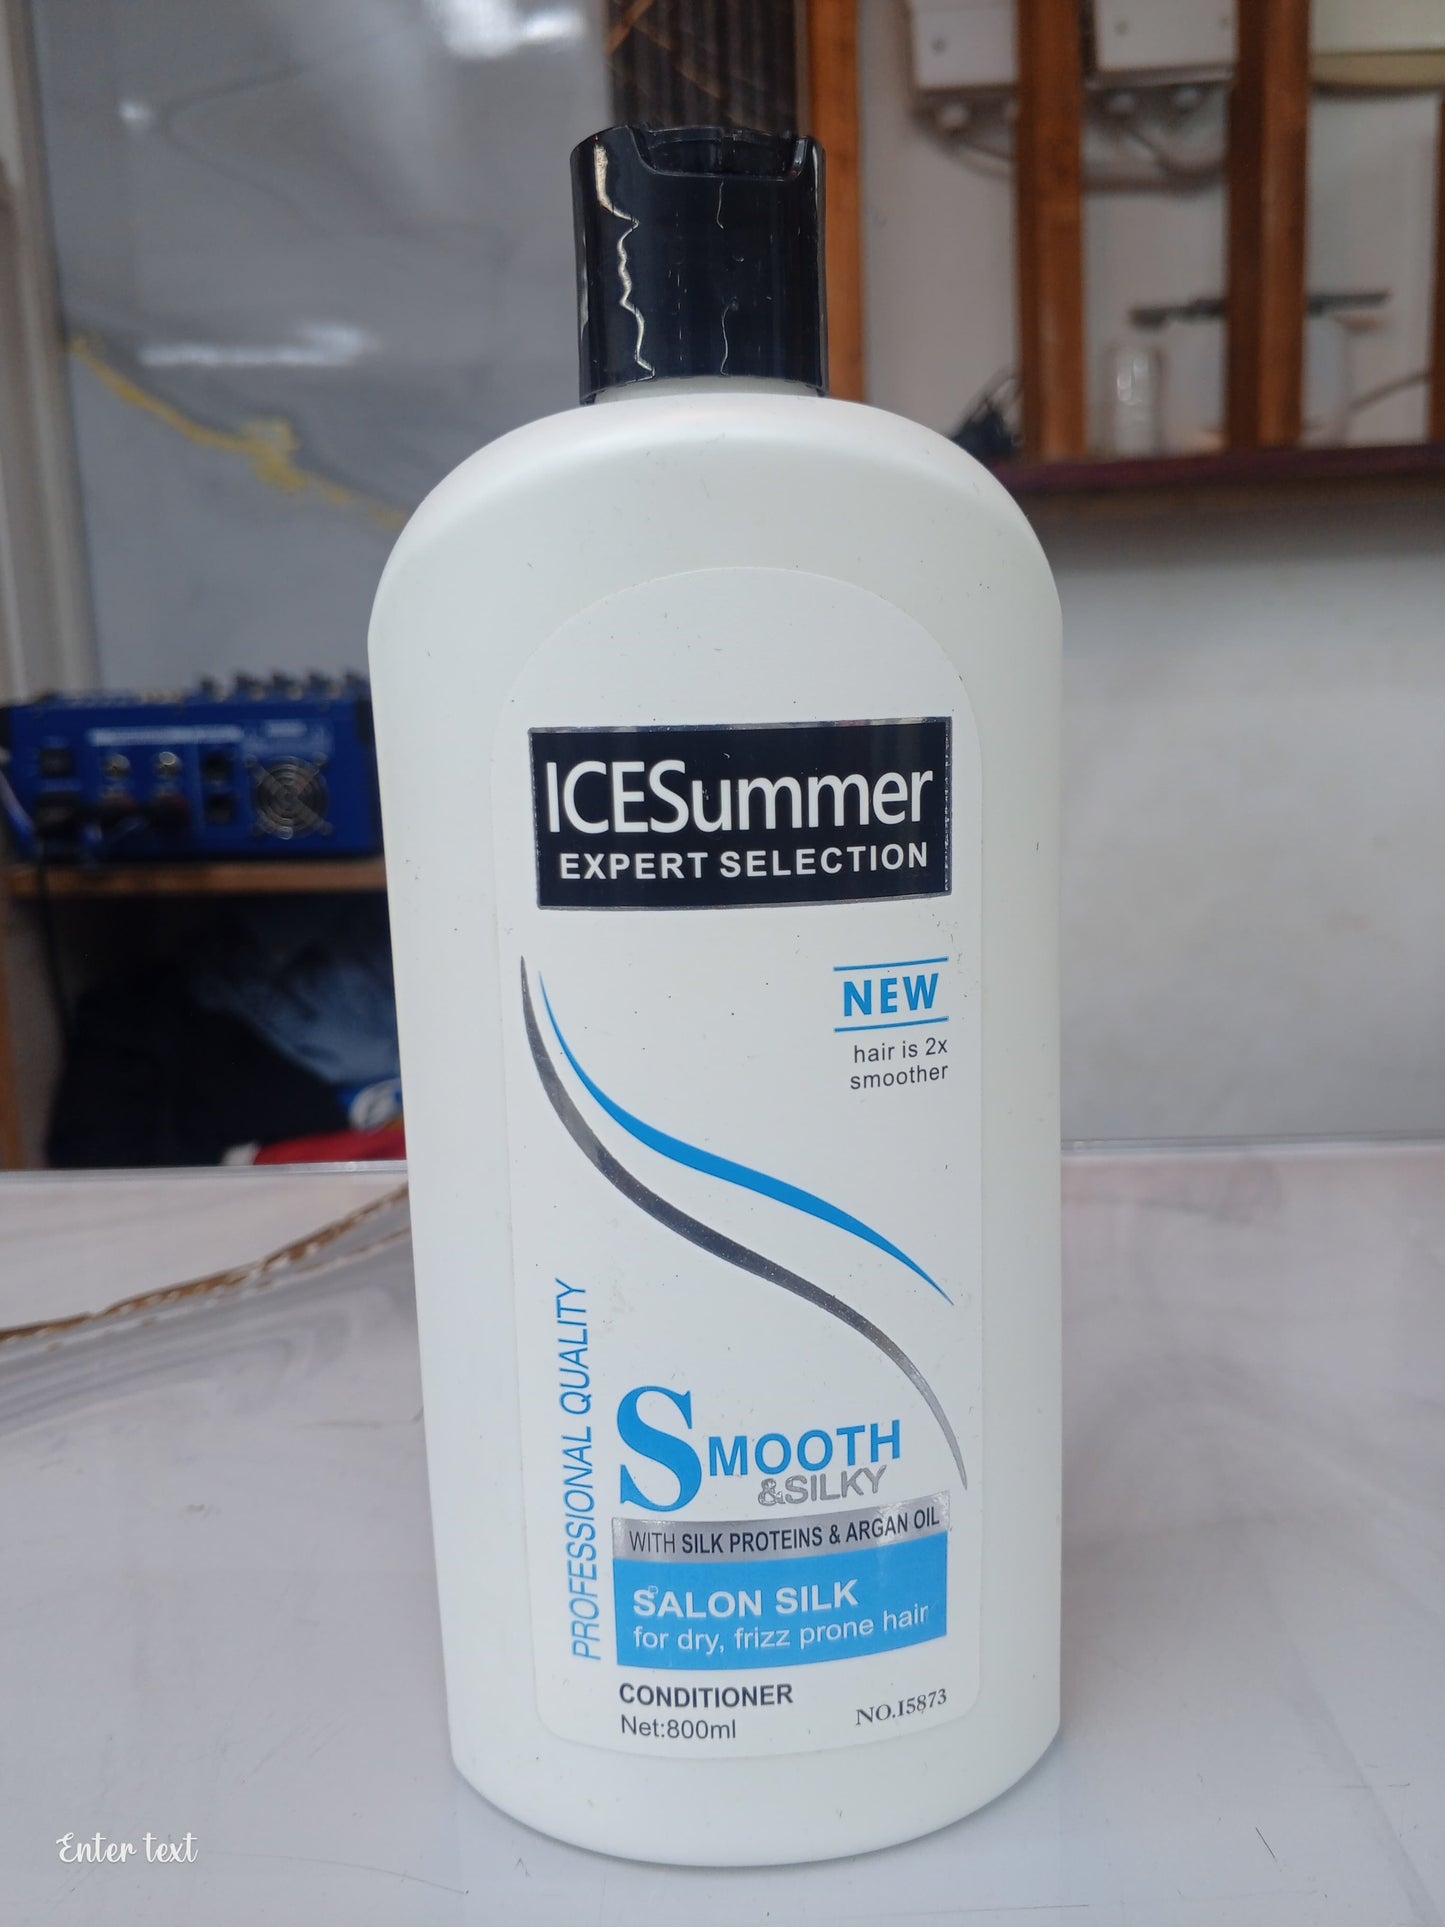 ICESummer
EXPERT SELECTION
NEW
hair is 2x
smoother
PROFESSIONAL QUALITY
SMOOTH
&SILKY
WITH SILK PROTEINS & ARGAN OIL
SALON SILK
for dry, frizz prone hair
CONDITIONER
Net:800ml
NO.I5873
Enter text